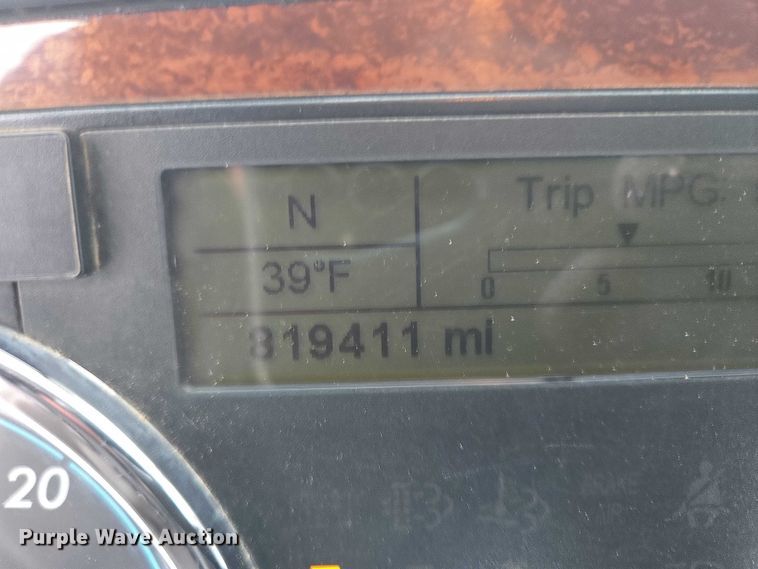 N
Trip MPG
39°F
0 5 10
819411 mi
20
Purple Wave Auction